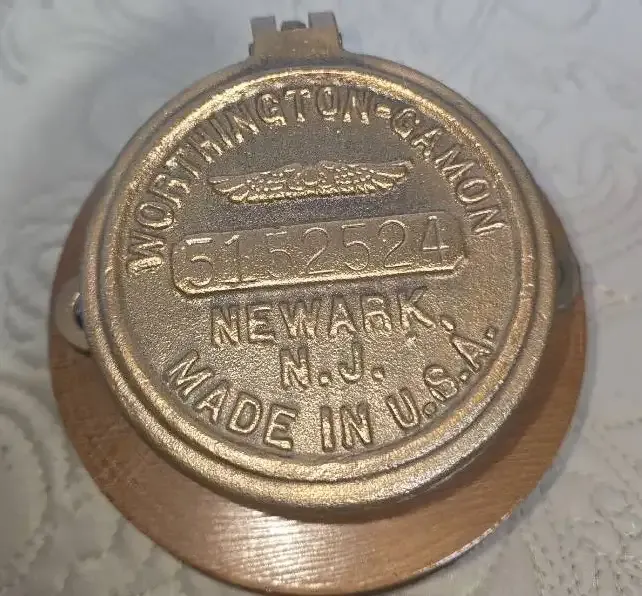 WORTHINGTON-GAMON
5152524
NEWARK,
N.J.
MADE IN U.S.A.